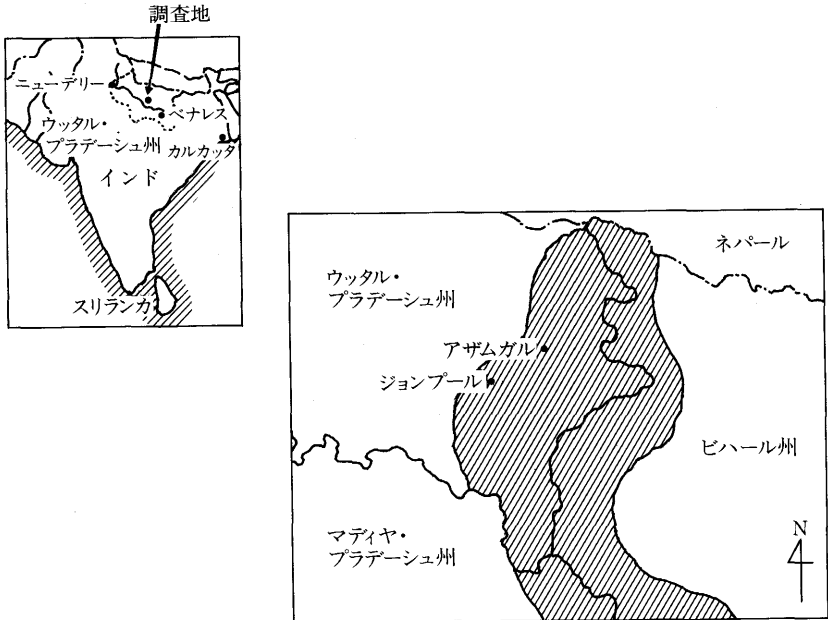 調査地
ニューデリー
ベナレス
ウッタル・
プラデーシュ州
カルカッタ
インド
スリランカ
ネパール
ウッタル・
プラデーシュ州
アザムガル
ジョンプール
ビハール州
マディヤ・
プラデーシュ州
N